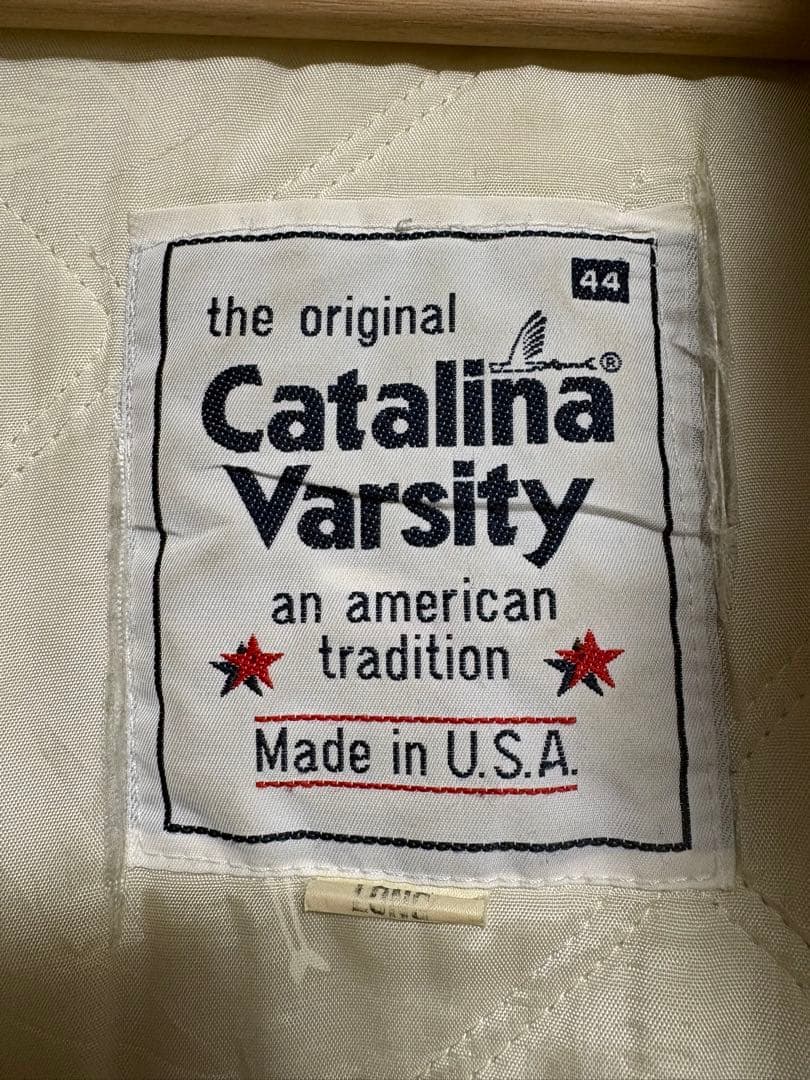 44
the original
Catalina®
Varsity
an american
tradition
Made in U.S.A.
LONG